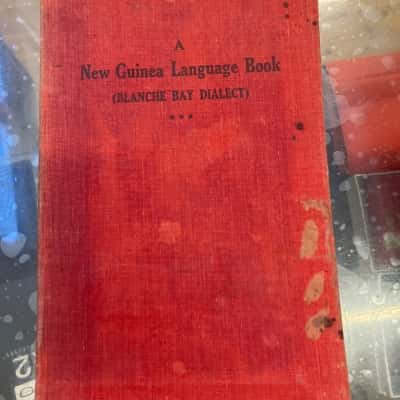 A
New Guinea Language Book
(BLANCHE BAY DIALECT)
***